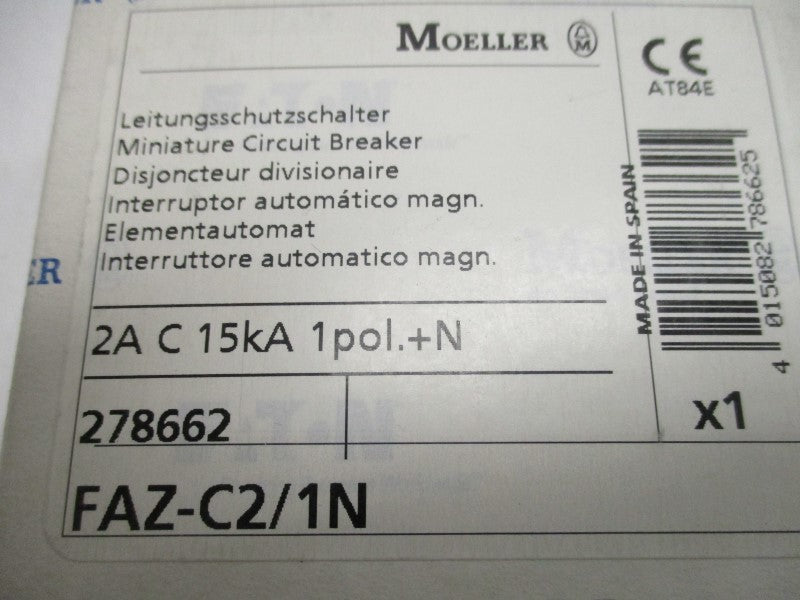 MOELLER
CE
AT84E
Leitungsschutzschalter
Miniature Circuit Breaker
Disjoncteur divisionaire
Interruptor automático magn.
Elementautomat
Interruttore automatico magn.
ER
2A C 15kA 1pol.+N
278662
FAZ-C2/1N
MADE IN SPAIN
4 015082 786625
x1